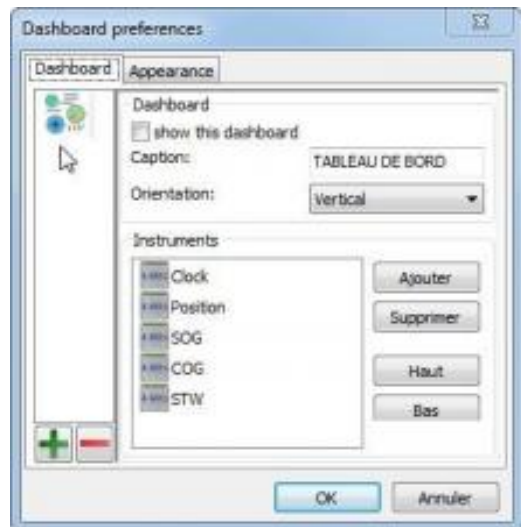 Dashboard preferences
Dashboard Appearance
Dashboard
show this dashboard
Caption: TABLEAU DE BORD
Orientation: Vertical
Instruments
Clock
Position
SOG
COG
STW
Ajouter
Supprimer
Haut
Bas
OK Annuler